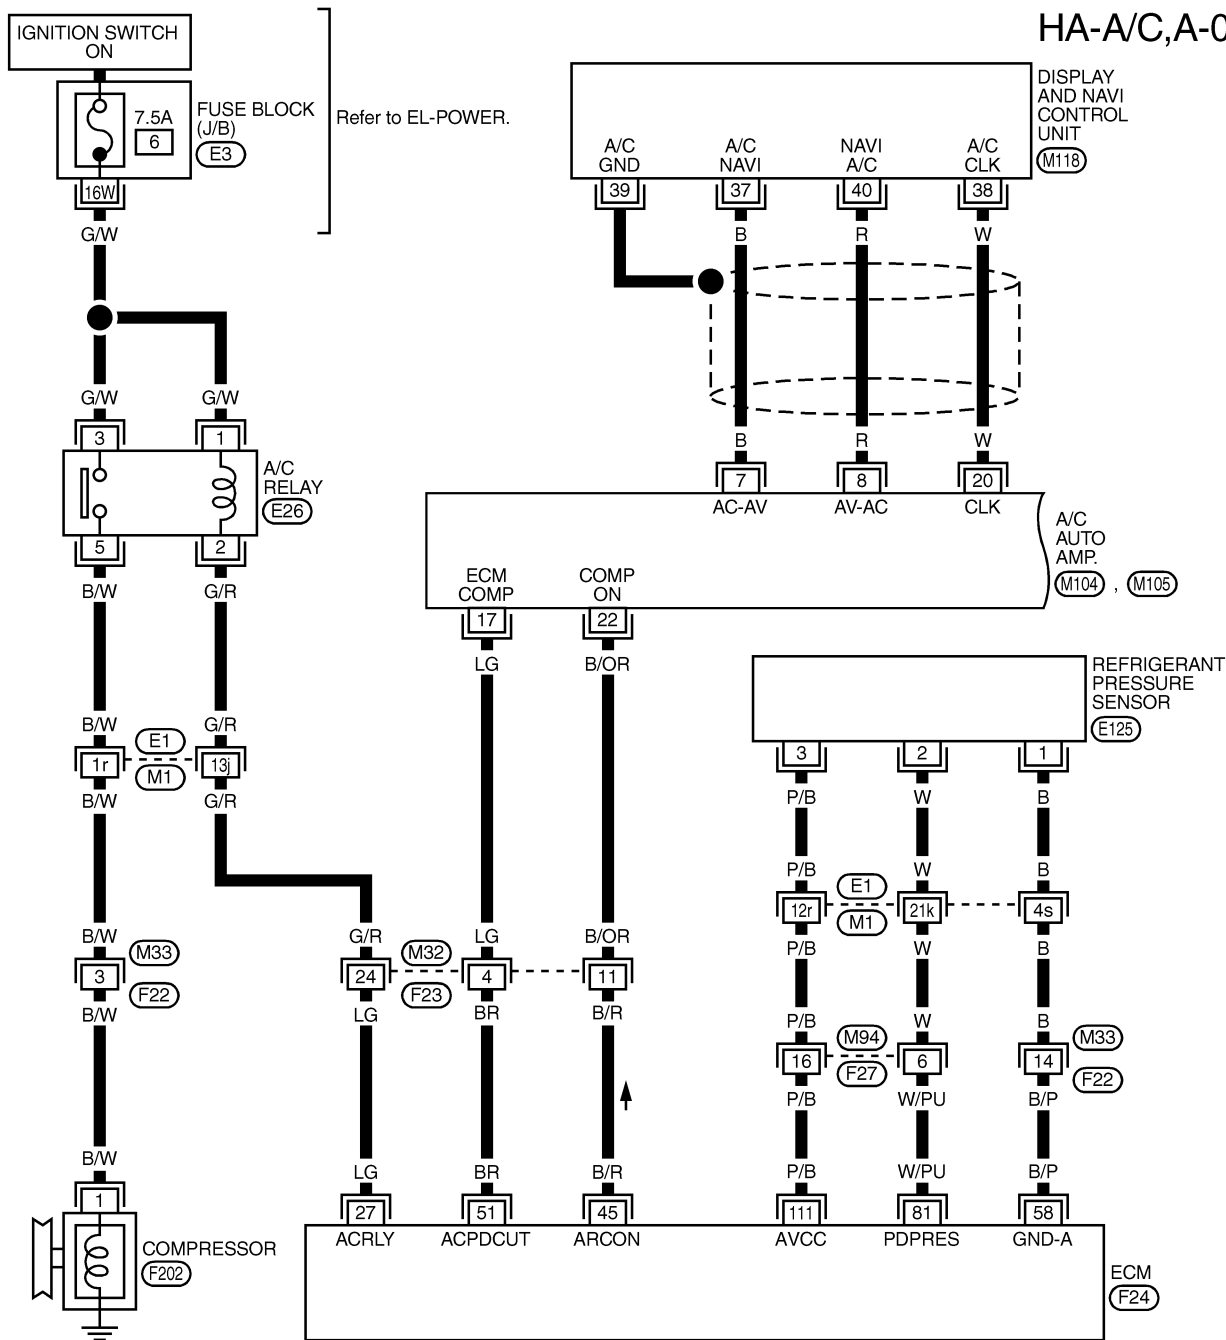 HA-A/C,A-0
IGNITION SWITCH
ON
7.5A
6
FUSE BLOCK
(J/B)
E3
Refer to EL-POWER.
16W
G/W
DISPLAY
AND NAVI
CONTROL
UNIT
M118
A/C
GND
A/C
NAVI
NAVI
A/C
A/C
CLK
39
37
40
38
B
R
W
G/W
G/W
3
1
A/C
RELAY
E26
5
2
B/W
G/R
B
R
W
7
8
20
AC-AV
AV-AC
CLK
A/C
AUTO
AMP.
M104 , M105
ECM
COMP
COMP
ON
17
22
LG
B/OR
REFRIGERANT
PRESSURE
SENSOR
E125
3
2
1
P/B
W
B
B/W
G/R
1r
E1
M1
13j
B/W
G/R
P/B
W
B
12r
E1
M1
21k
4s
P/B
W
B
B/W
G/R
LG
B/OR
3
M33
F22
24
M32
F23
4
11
B/W
LG
BR
B/R
P/B
W
B
16
M94
F27
6
14
M33
F22
P/B
W/PU
B/P
B/W
LG
BR
B/R
P/B
W/PU
B/P
1
27
51
45
111
81
58
ACRLY
ACPDCUT
ARCON
AVCC
PDPRES
GND-A
COMPRESSOR
F202
ECM
F24